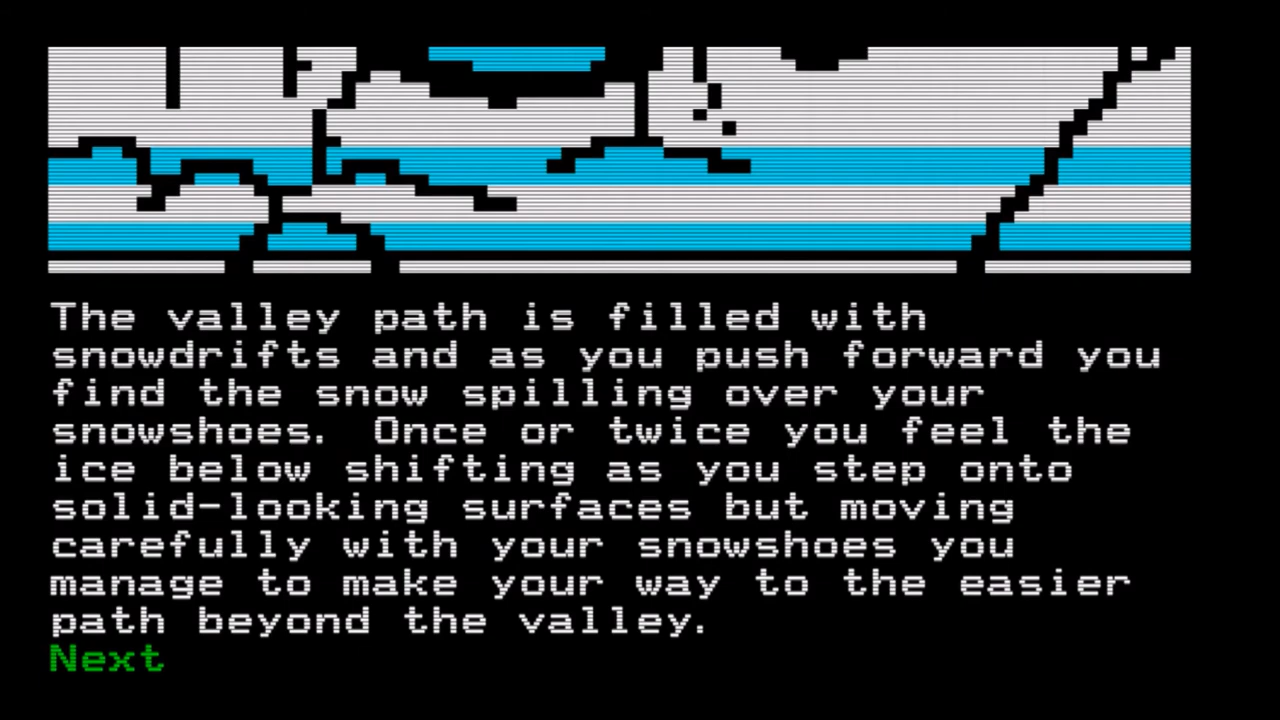 The valley path is filled with
snowdrifts and as you push forward you
find the snow spilling over your
snowshoes. Once or twice you feel the
ice below shifting as you step onto
solid-looking surfaces but moving
carefully with your snowshoes you
manage to make your way to the easier
path beyond the valley.
Next